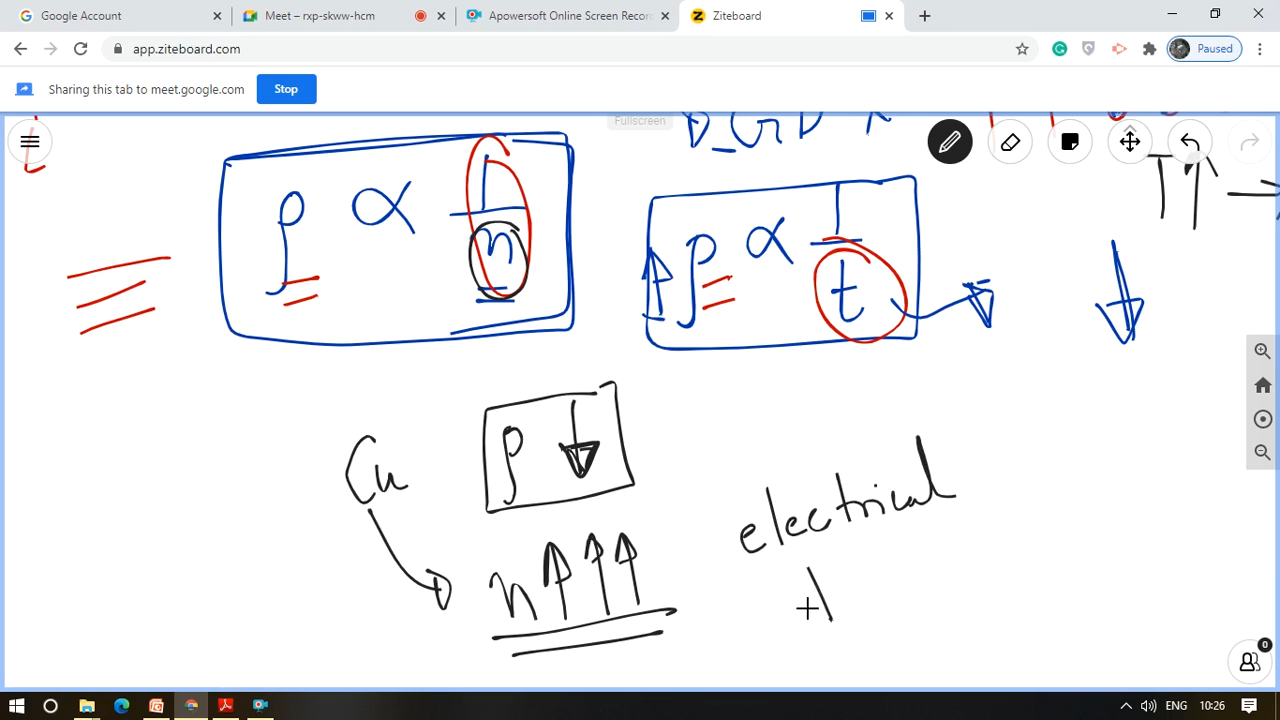 Google Account
Meet – rxp-skww-hcm
Apowersoft Online Screen Recor
Ziteboard
app.ziteboard.com
Paused
Sharing this tab to meet.google.com
Stop
Fullscreen
ρ ∝ 1/n
ρ ∝ 1/t
↑
ρ ↓
Cu
n ↑ ↑ ↑
electrical
0
ENG
10:26